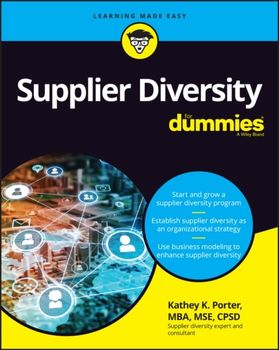 LEARNING MADE EASY
Supplier Diversity
for
dummies
A Wiley Brand
Start and grow a
supplier diversity program
Establish supplier diversity as
an organizational strategy
Use business modeling to
enhance supplier diversity
Kathey K. Porter,
MBA, MSE, CPSD
Supplier diversity expert and
consultant